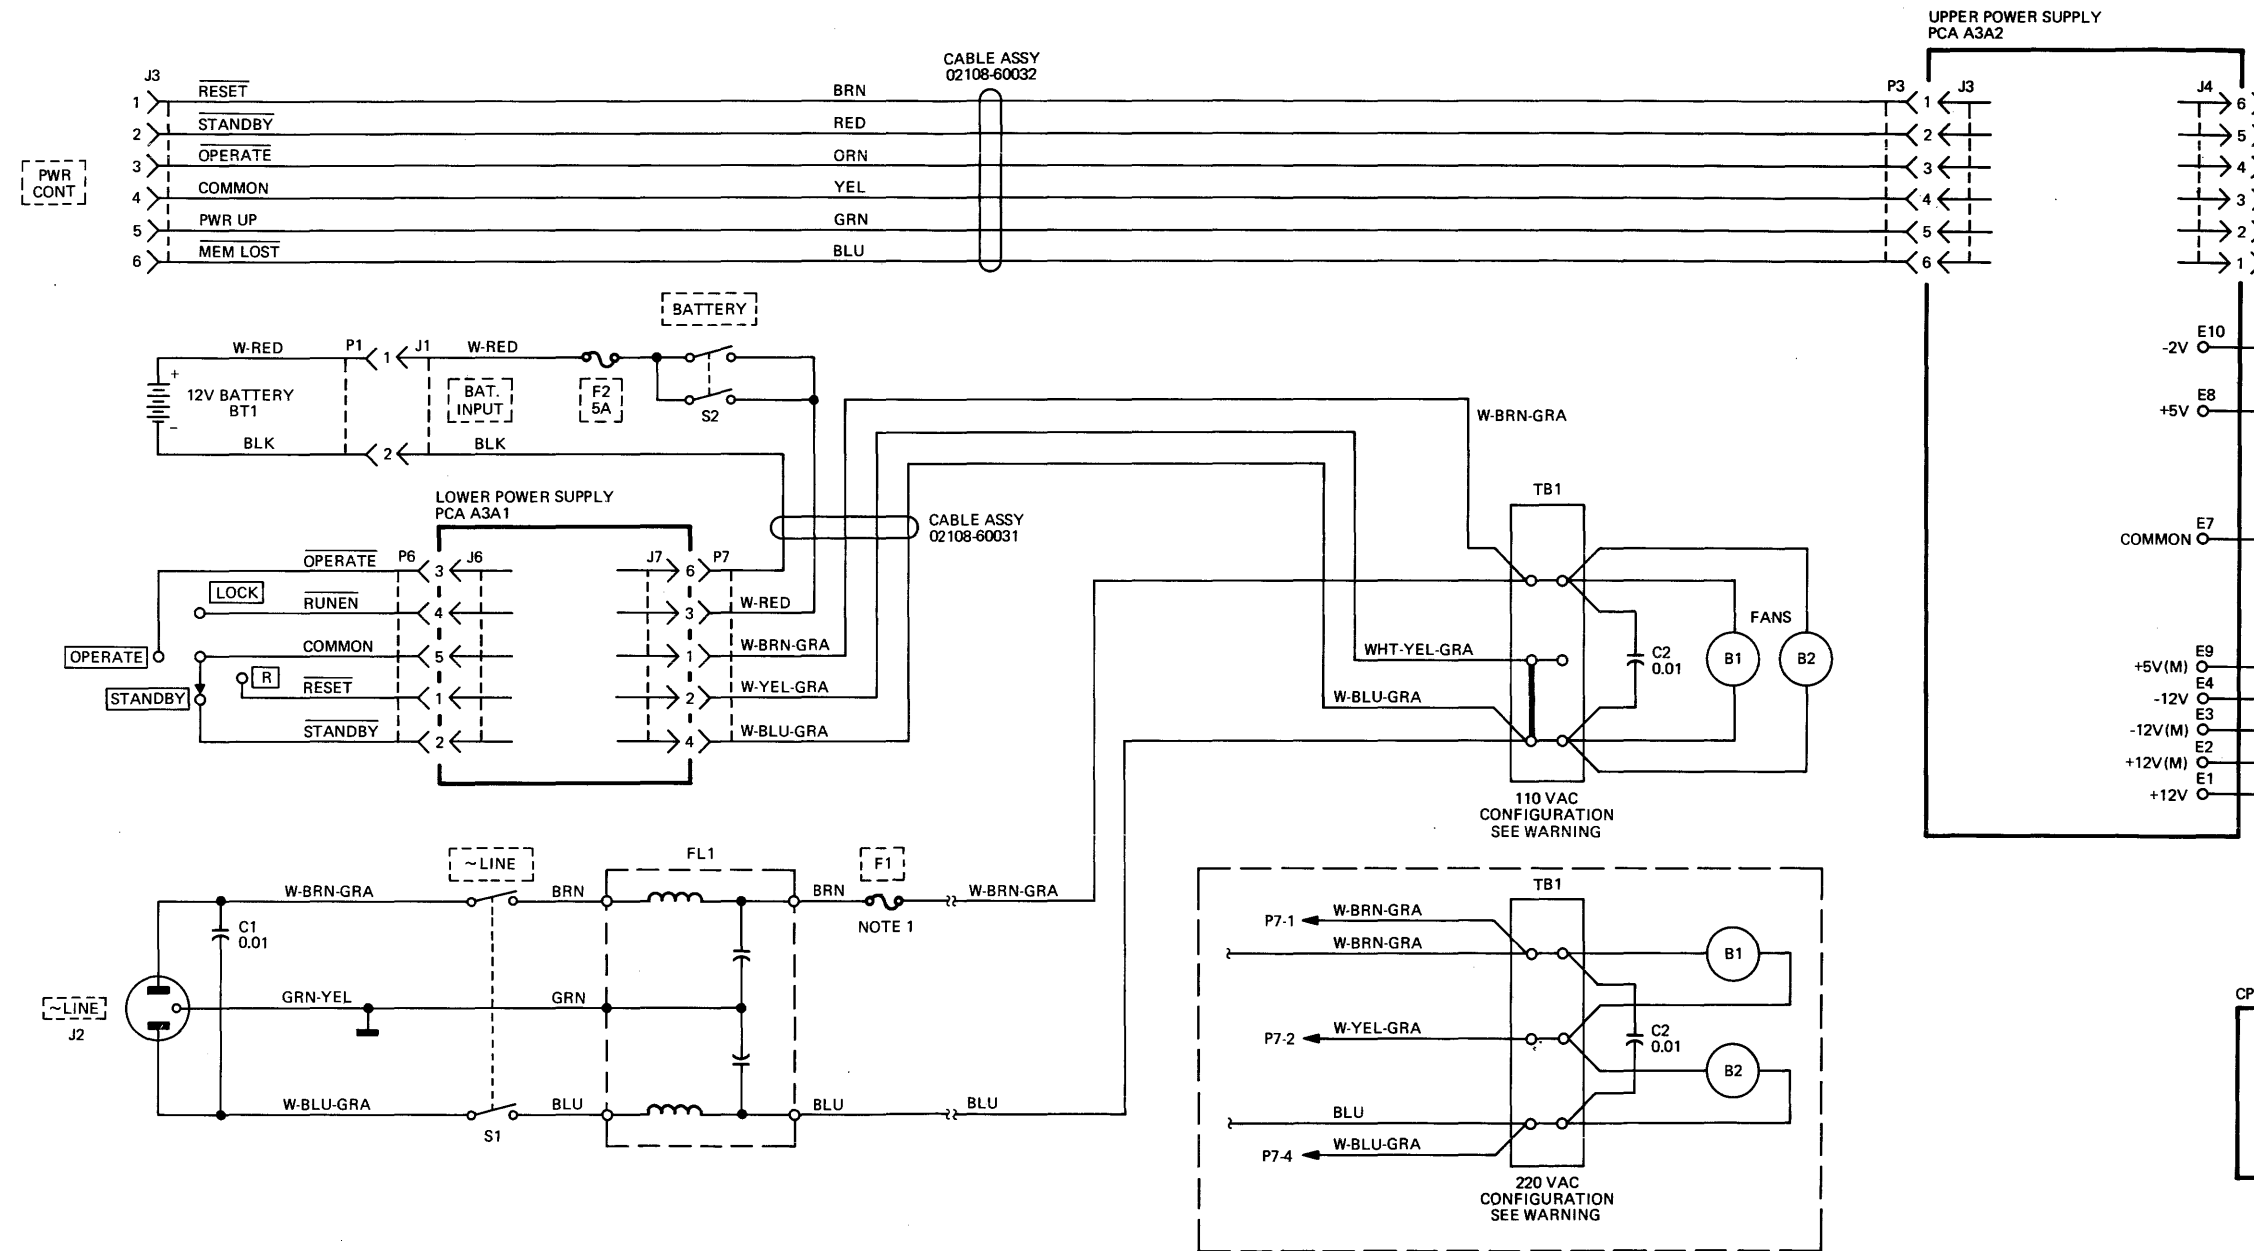 UPPER POWER SUPPLY
PCA A3A2
CABLE ASSY
02108-60032
J3
P3
J3
J4
1
RESET
BRN
1
6
2
STANDBY
RED
2
5
3
OPERATE
ORN
3
4
PWR
CONT
4
COMMON
YEL
4
3
5
PWR UP
GRN
5
2
6
MEM LOST
BLU
6
1
BATTERY
W-RED
P1
1
J1
W-RED
+
12V BATTERY
BT1
-
BAT.
INPUT
F2
5A
S2
BLK
2
BLK
E10
-2V
E8
+5V
E7
COMMON
E9
+5V(M)
E4
-12V
E3
-12V(M)
E2
+12V(M)
E1
+12V
W-BRN-GRA
LOWER POWER SUPPLY
PCA A3A1
CABLE ASSY
02108-60031
OPERATE
P6
3
J6
J7
6
P7
LOCK
RUNEN
4
3
W-RED
OPERATE
COMMON
5
1
W-BRN-GRA
STANDBY
R
RESET
1
2
W-YEL-GRA
STANDBY
2
4
W-BLU-GRA
TB1
WHT-YEL-GRA
W-BLU-GRA
C2
0.01
FANS
B1
B2
110 VAC
CONFIGURATION
SEE WARNING
~LINE
FL1
F1
W-BRN-GRA
BRN
BRN
W-BRN-GRA
NOTE 1
C1
0.01
~LINE
J2
GRN-YEL
GRN
W-BLU-GRA
S1
BLU
BLU
BLU
TB1
P7-1
W-BRN-GRA
W-BRN-GRA
B1
P7-2
W-YEL-GRA
C2
0.01
B2
BLU
P7-4
W-BLU-GRA
220 VAC
CONFIGURATION
SEE WARNING
CP